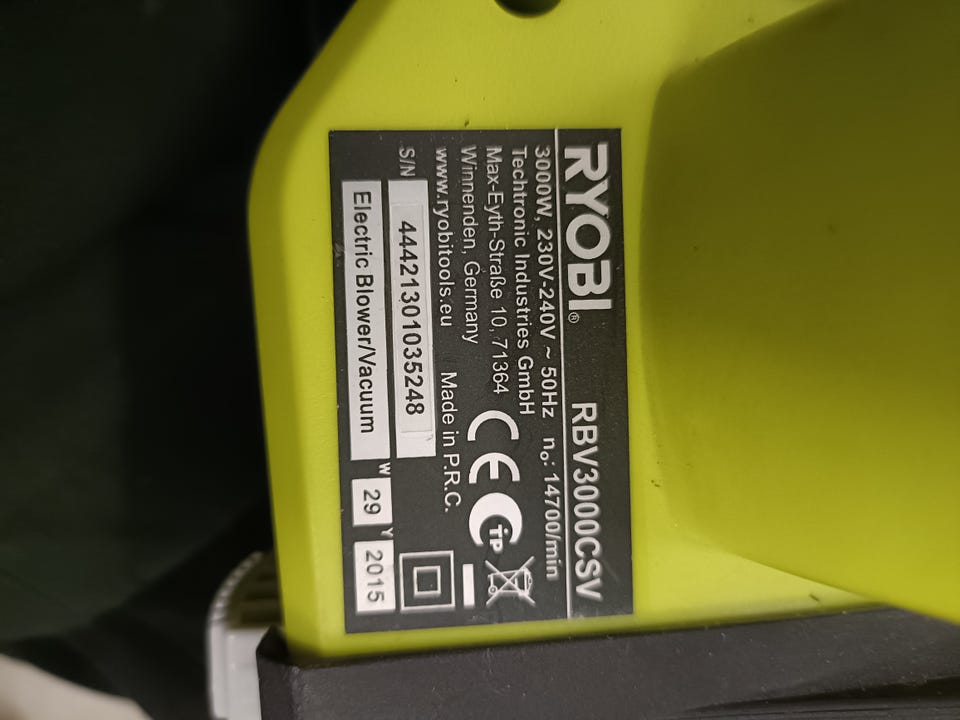 RYOBI® RBV3000CSV
3000W, 230V-240V ~ 50Hz n₀: 14700/min
Techtronic Industries GmbH
Max-Eyth-Straße 10, 71364
Winnenden, Germany
www.ryobitools.eu Made in P.R.C.
CE
S/N 44421301035248
Electric Blower/Vacuum W 29 Y 2015